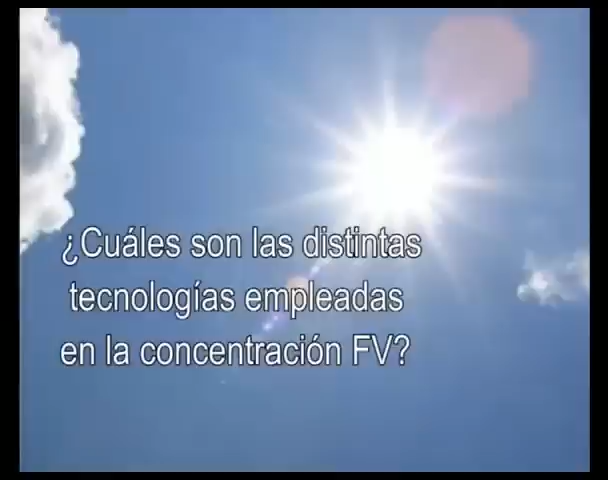 ¿Cuáles son las distintas
tecnologías empleadas
en la concentración FV?